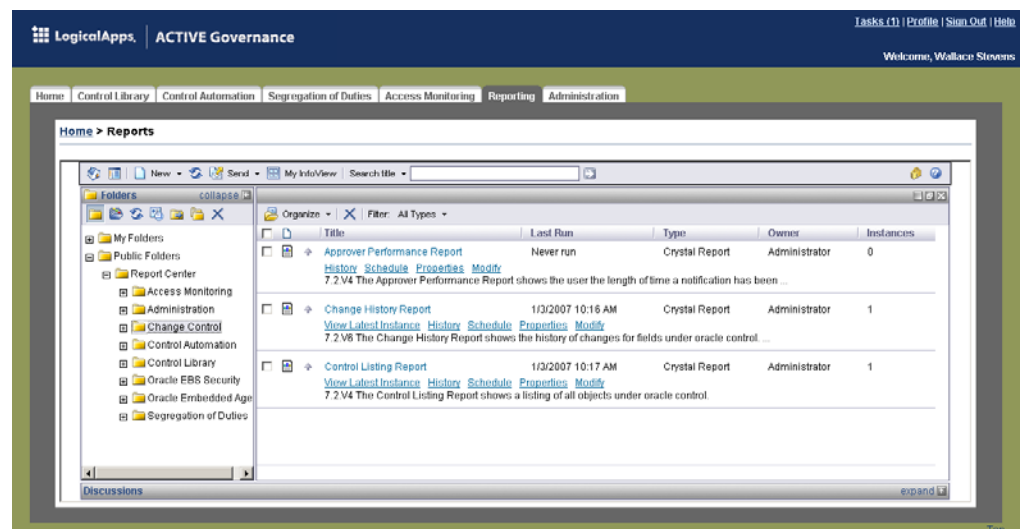 Tasks (1) | Profile | Sign Out | Help
LogicalApps. ACTIVE Governance
Welcome, Wallace Stevens
Home Control Library Control Automation Segregation of Duties Access Monitoring Reporting Administration
Home > Reports
New Send My InfoView Search title
Folders collapse
Organize Filter: All Types
Title Last Run Type Owner Instances
My Folders
Public Folders
Report Center
Access Monitoring
Administration
Change Control
Control Automation
Control Library
Oracle EBS Security
Oracle Embedded Age
Segregation of Duties
Approver Performance Report Never run Crystal Report Administrator 0
History Schedule Properties Modify
7.2.V4 The Approver Performance Report shows the user the length of time a notification has been ...
Change History Report 1/3/2007 10:16 AM Crystal Report Administrator 1
View Latest Instance History Schedule Properties Modify
7.2.V6 The Change History Report shows the history of changes for fields under oracle control. ...
Control Listing Report 1/3/2007 10:17 AM Crystal Report Administrator 1
View Latest Instance History Schedule Properties Modify
7.2.V4 The Control Listing Report shows a listing of all objects under oracle control.
Discussions expand